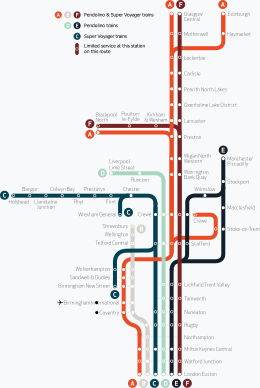 A B F Pendolino & Super Voyager trains
D E Pendolino trains
C Super Voyager trains
Limited service at this station
on this route
A F
Glasgow
Central
A
Edinburgh
Motherwell
Haymarket
Lockerbie
Carlisle
Penrith North Lakes
Oxenholme Lake District
Blackpool
North
Poulton-
le-Fylde
Kirkham
& Wesham
Lancaster
F
A
Preston
Wigan North
Western
E
Manchester
Piccadilly
Liverpool
Lime Street
D
Runcorn
Warrington
Bank Quay
Stockport
C
Bangor
Colwyn Bay
Prestatyn
Chester
Wilmslow
Holyhead
Llandudno
Junction
Rhyl
Flint
Macclesfield
Wrexham General
C
Crewe
Crewe
Shrewsbury
B
Stoke-on-Trent
Wellington
Telford Central
Stafford
Wolverhampton
Sandwell & Dudley
Birmingham New Street
Lichfield Trent Valley
C
Tamworth
Birmingham International
Nuneaton
Coventry
Rugby
Northampton
Milton Keynes Central
Watford Junction
London Euston
A B C D E F